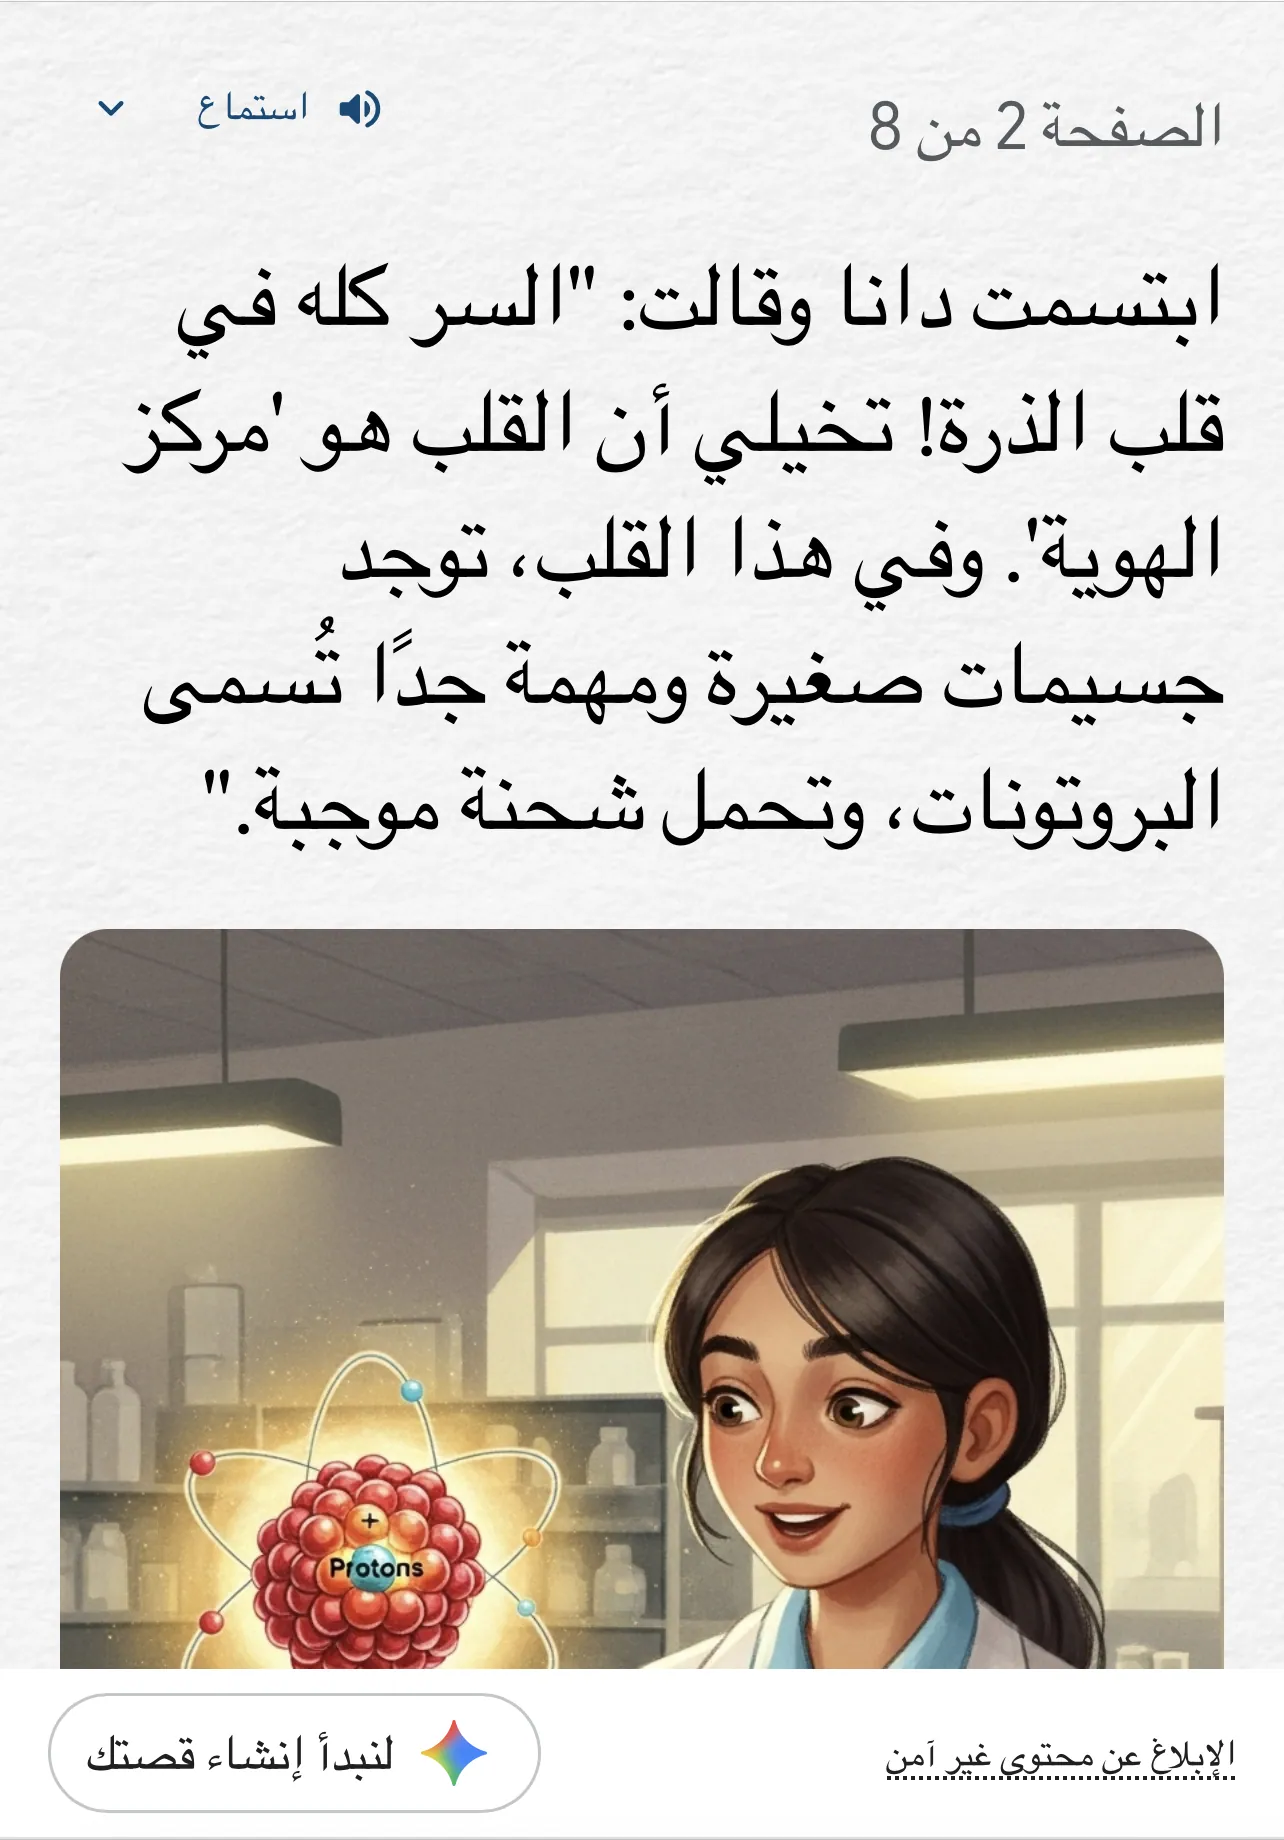 الصفحة 2 من 8
استماع
ابتسمت دانا وقالت: "السر كله في
قلب الذرة! تخيلي أن القلب هو 'مركز
الهوية'. وفي هذا القلب، توجد
جسيمات صغيرة ومهمة جدًا تُسمى
البروتونات، وتحمل شحنة موجبة."
+
Protons
الإبلاغ عن محتوى غير آمن
لنبدأ إنشاء قصتك